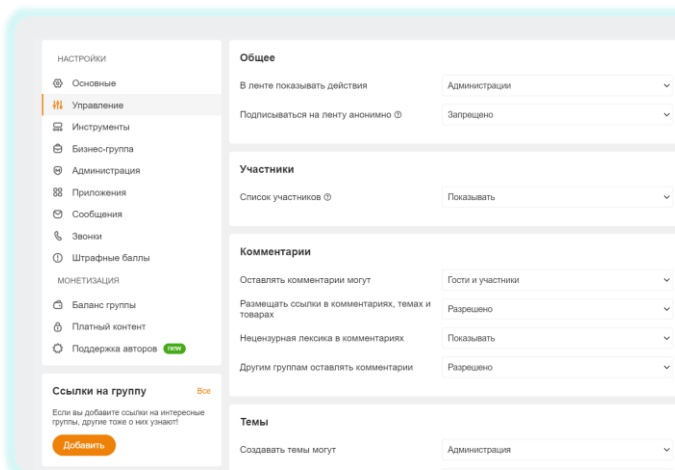 НАСТРОЙКИ
Основные
Управление
Инструменты
Бизнес-группа
Администрация
Приложения
Сообщения
Звонки
Штрафные баллы
МОНЕТИЗАЦИЯ
Баланс группы
Платный контент
Поддержка авторов new
Ссылки на группу Все
Если вы добавите ссылки на интересные
группы, другие тоже о них узнают!
Добавить
Общее
В ленте показывать действия Администрации
Подписываться на ленту анонимно Запрещено
Участники
Список участников Показывать
Комментарии
Оставлять комментарии могут Гости и участники
Размещать ссылки в комментариях, темах и
товарах Разрешено
Нецензурная лексика в комментариях Показывать
Другим группам оставлять комментарии Разрешено
Темы
Создавать темы могут Администрация